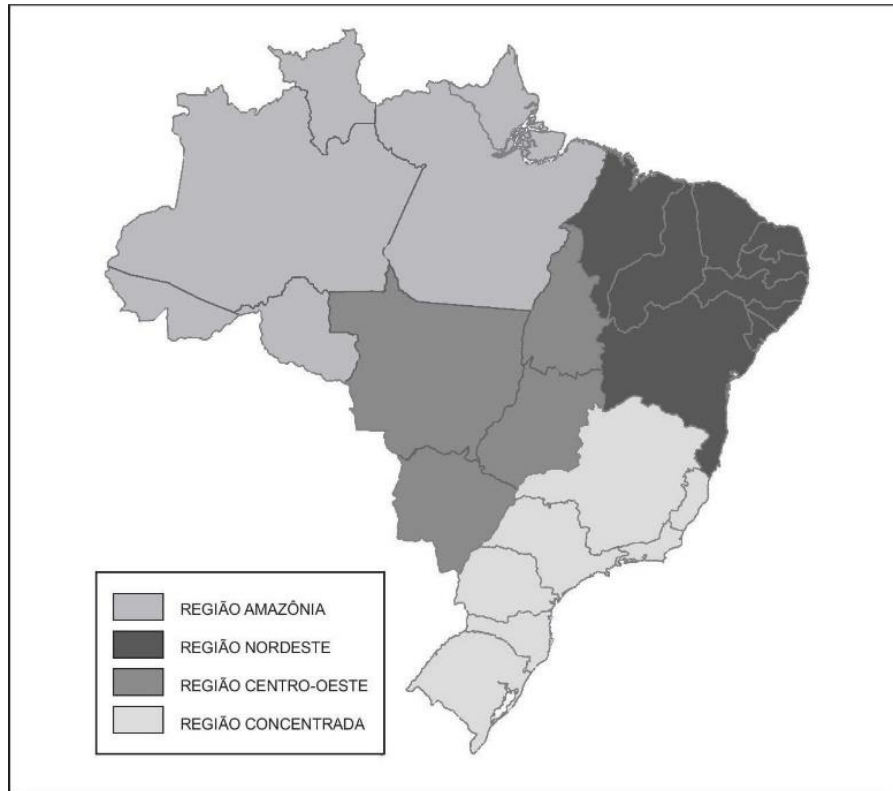 REGIÃO AMAZÔNIA
REGIÃO NORDESTE
REGIÃO CENTRO-OESTE
REGIÃO CONCENTRADA